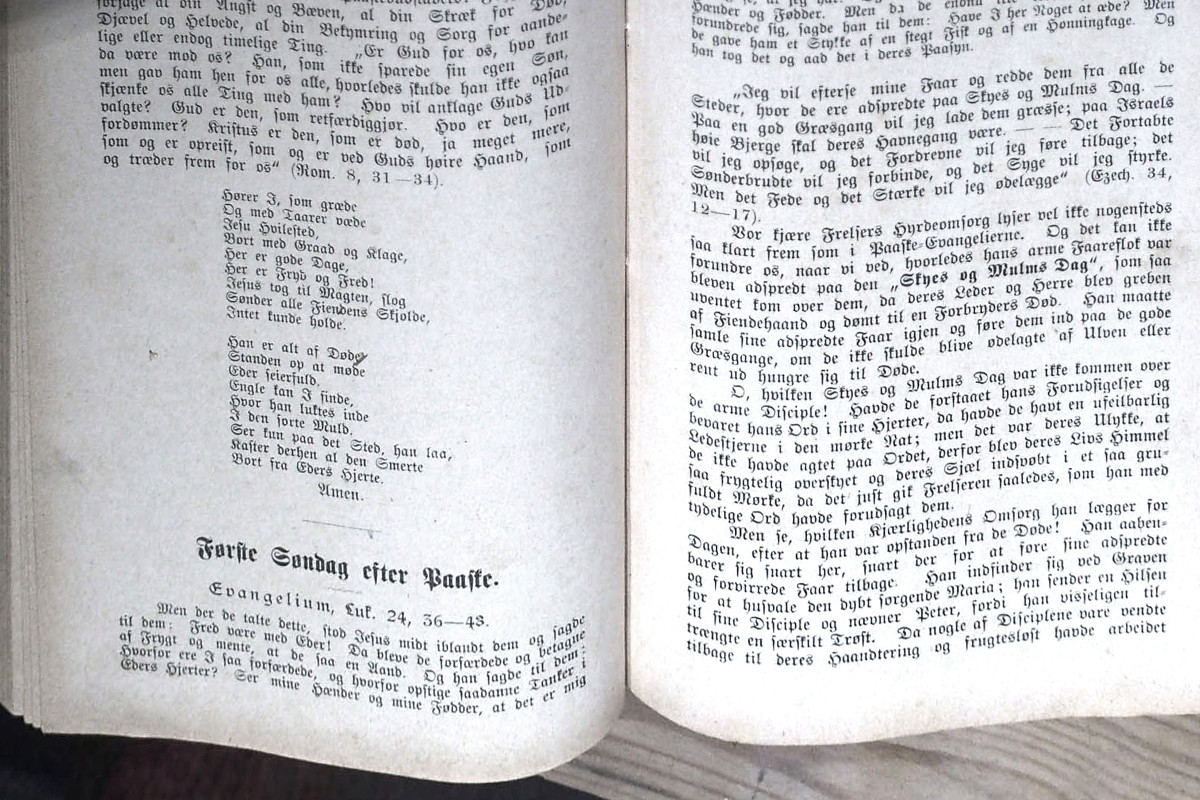 forjage al din Angst og Bæven, al din Skræk for Død,
Djævel og Helvede, al din Bekymring og Sorg for aande-
lige eller endog timelige Ting. „Er Gud for os, hvo kan
da være mod os? Han, som ikke sparede sin egen Søn,
men gav ham hen for os alle, hvorledes skulde han ikke ogsaa
skjænke os alle Ting med ham? Hvo vil anklage Guds Ud-
valgte? Gud er den, som retfærdiggjør. Hvo er den, som
fordømmer? Kristus er den, som er død, ja meget mere,
som og er opreist, som og er ved Guds høire Haand, som
og træder frem for os“ (Rom. 8, 31—34).
Hører I, som græde
Og med Taarer væde
Jesu Hvilested,
Bort med Graad og Klage,
Her er gode Dage,
Her er Fryd og Fred!
Jesus tog til Magten, slog
Sønder alle Fiendens Skjolde,
Intet kunde holde.
Han er alt af Døde
Standen op at møde
Eder seierfuld.
Engle kan I finde,
Hvor han luktes inde
I den sorte Muld.
Ser kun paa det Sted, han laa,
Kaster derhen al den Smerte
Bort fra Eders Hjerte.
Amen.
Første Søndag efter Paaske.
Evangelium, Luk. 24, 36—43.
Men der de talte dette, stod Jesus midt iblandt dem og sagde
til dem: Fred være med Eder! Da bleve de forfærdede og betagne
af Frygt og mente, at de saa en Aand. Og han sagde til dem:
Hvorfor ere I saa forfærdede, og hvorfor opstige saadanne Tanker i
Eders Hjerter? Ser mine Hænder og mine Fødder, at det er mig
Hænder og Fødder. Men da de endnu
forundrede sig, sagde han til dem: Have I her Noget at æde? Men
de gave ham et Stykke af en stegt Fisk og af en Honningkage. Og
han tog det og aad det i deres Paasyn.
„Jeg vil efterse mine Faar og redde dem fra alle de
Steder, hvor de ere adspredte paa Skyes og Mulms Dag. —
Paa en god Græsgang vil jeg lade dem græsse; paa Israels
høie Bjerge skal deres Havnegang være. — — Det Fortabte
vil jeg opsøge, og det Fordrevne vil jeg føre tilbage; det
Sønderbrudte vil jeg forbinde, og det Syge vil jeg styrke.
Men det Fede og det Stærke vil jeg ødelægge“ (Ezech. 34,
12—17).
Vor kjære Frelsers Hyrdeomsorg lyser vel ikke nogensteds
saa klart frem som i Paaske-Evangelierne. Og det kan ikke
forundre os, naar vi ved, hvorledes hans arme Faareflok var
bleven adspredt paa den „Skyes og Mulms Dag“, som saa
uventet kom over dem, da deres Leder og Herre blev greben
af Fiendehaand og dømt til en Forbryders Død. Han maatte
samle sine adspredte Faar igjen og føre dem ind paa de gode
Græsgange, om de ikke skulde blive ødelagte af Ulven eller
rent ud hungre sig til Døde.
O, hvilken Skyes og Mulms Dag var ikke kommen over
de arme Disciple! Havde de forstaaet hans Forudsigelser og
bevaret hans Ord i sine Hjerter, da havde de havt en ufeilbarlig
Ledestjerne i den mørke Nat; men det var deres Ulykke, at
de ikke havde agtet paa Ordet, derfor blev deres Livs Himmel
saa frygtelig overskyet og deres Sjæl indsvøbt i et saa gru-
fuldt Mørke, da det just gik Frelseren saaledes, som han med
tydelige Ord havde forudsagt dem.
Men se, hvilken Kjærlighedens Omsorg han lægger for
Dagen, efter at han var opstanden fra de Døde! Han aaben-
barer sig snart her, snart der for at føre sine adspredte
og forvirrede Faar tilbage. Han indfinder sig ved Graven
for at husvale den dybt sørgende Maria; han sender en Hilsen
til sine Disciple og nævner Peter, fordi han visseligen til-
trængte en særskilt Trøst. Da nogle af Disciplene vare vendte
tilbage til deres Haandtering og frugtesløst havde arbeidet